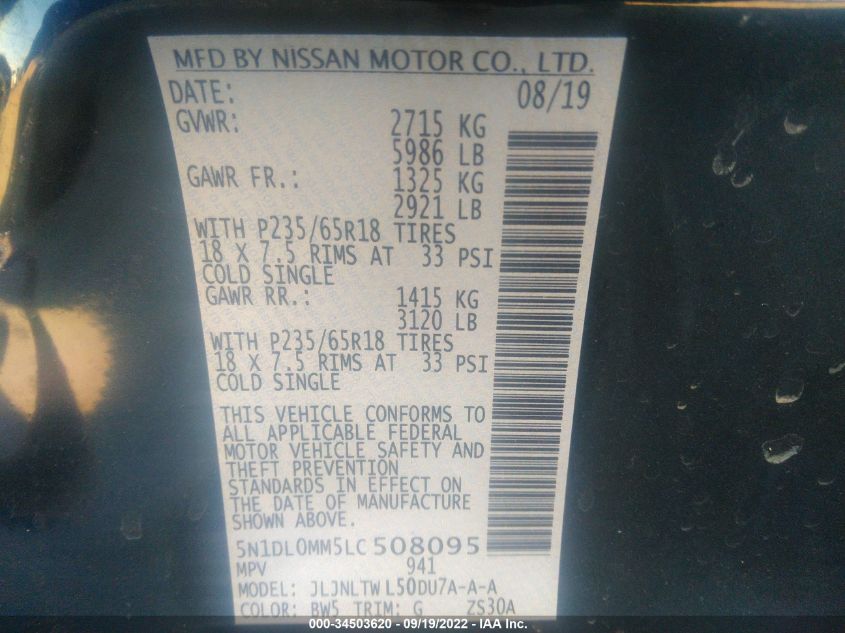 MFD BY NISSAN MOTOR CO., LTD.
DATE: 08/19
GVWR: 2715 KG
5986 LB
GAWR FR.: 1325 KG
2921 LB
WITH P235/65R18 TIRES
18 X 7.5 RIMS AT 33 PSI
COLD SINGLE
GAWR RR.: 1415 KG
3120 LB
WITH P235/65R18 TIRES
18 X 7.5 RIMS AT 33 PSI
COLD SINGLE
THIS VEHICLE CONFORMS TO
ALL APPLICABLE FEDERAL
MOTOR VEHICLE SAFETY AND
THEFT PREVENTION
STANDARDS IN EFFECT ON
THE DATE OF MANUFACTURE
SHOWN ABOVE.
5N1DL0MM5LC 508095
MPV 941
MODEL: JLJNLTW L50DU7A-A-A
COLOR: BW5 TRIM: G ZS30A
000-34503620 - 09/19/2022 - IAA Inc.